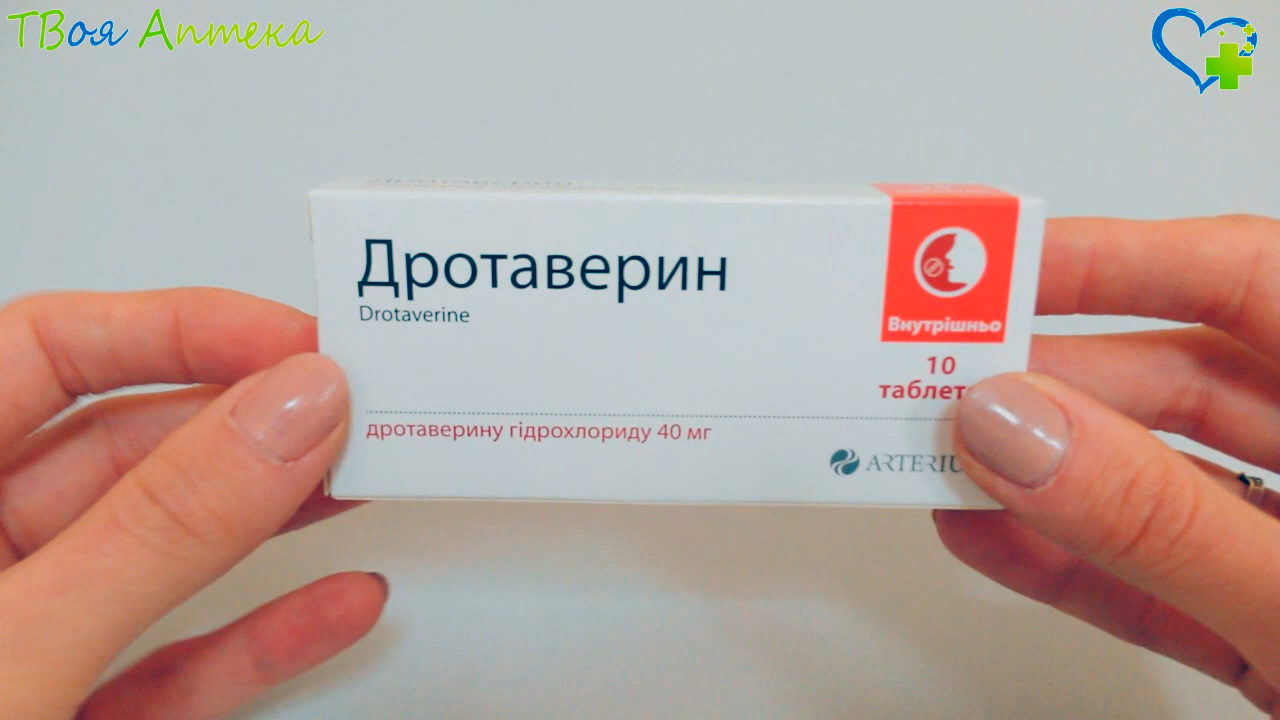 ТВоя Аптека
Дротаверин
Drotaverine
Внутрішньо
10
дротаверину гідрохлориду 40 мг